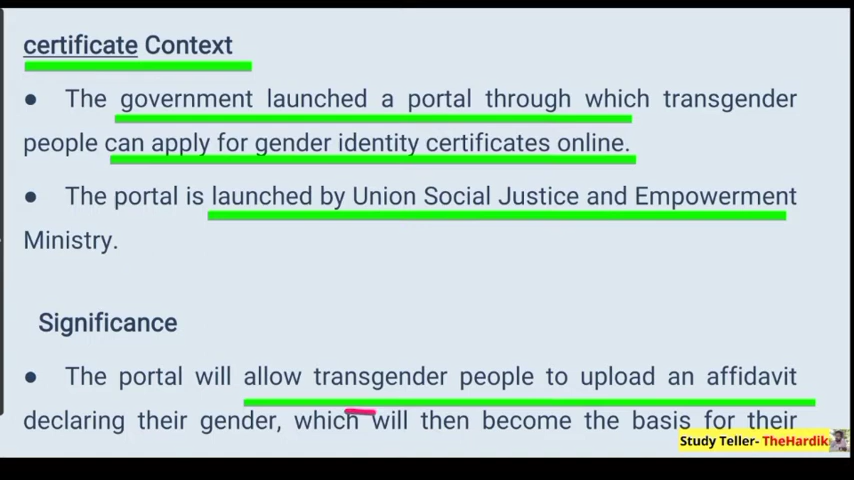 certificate Context
● The government launched a portal through which transgender
people can apply for gender identity certificates online.
● The portal is launched by Union Social Justice and Empowerment
Ministry.
Significance
● The portal will allow transgender people to upload an affidavit
declaring their gender, which will then become the basis for their
Study Teller- TheHardik